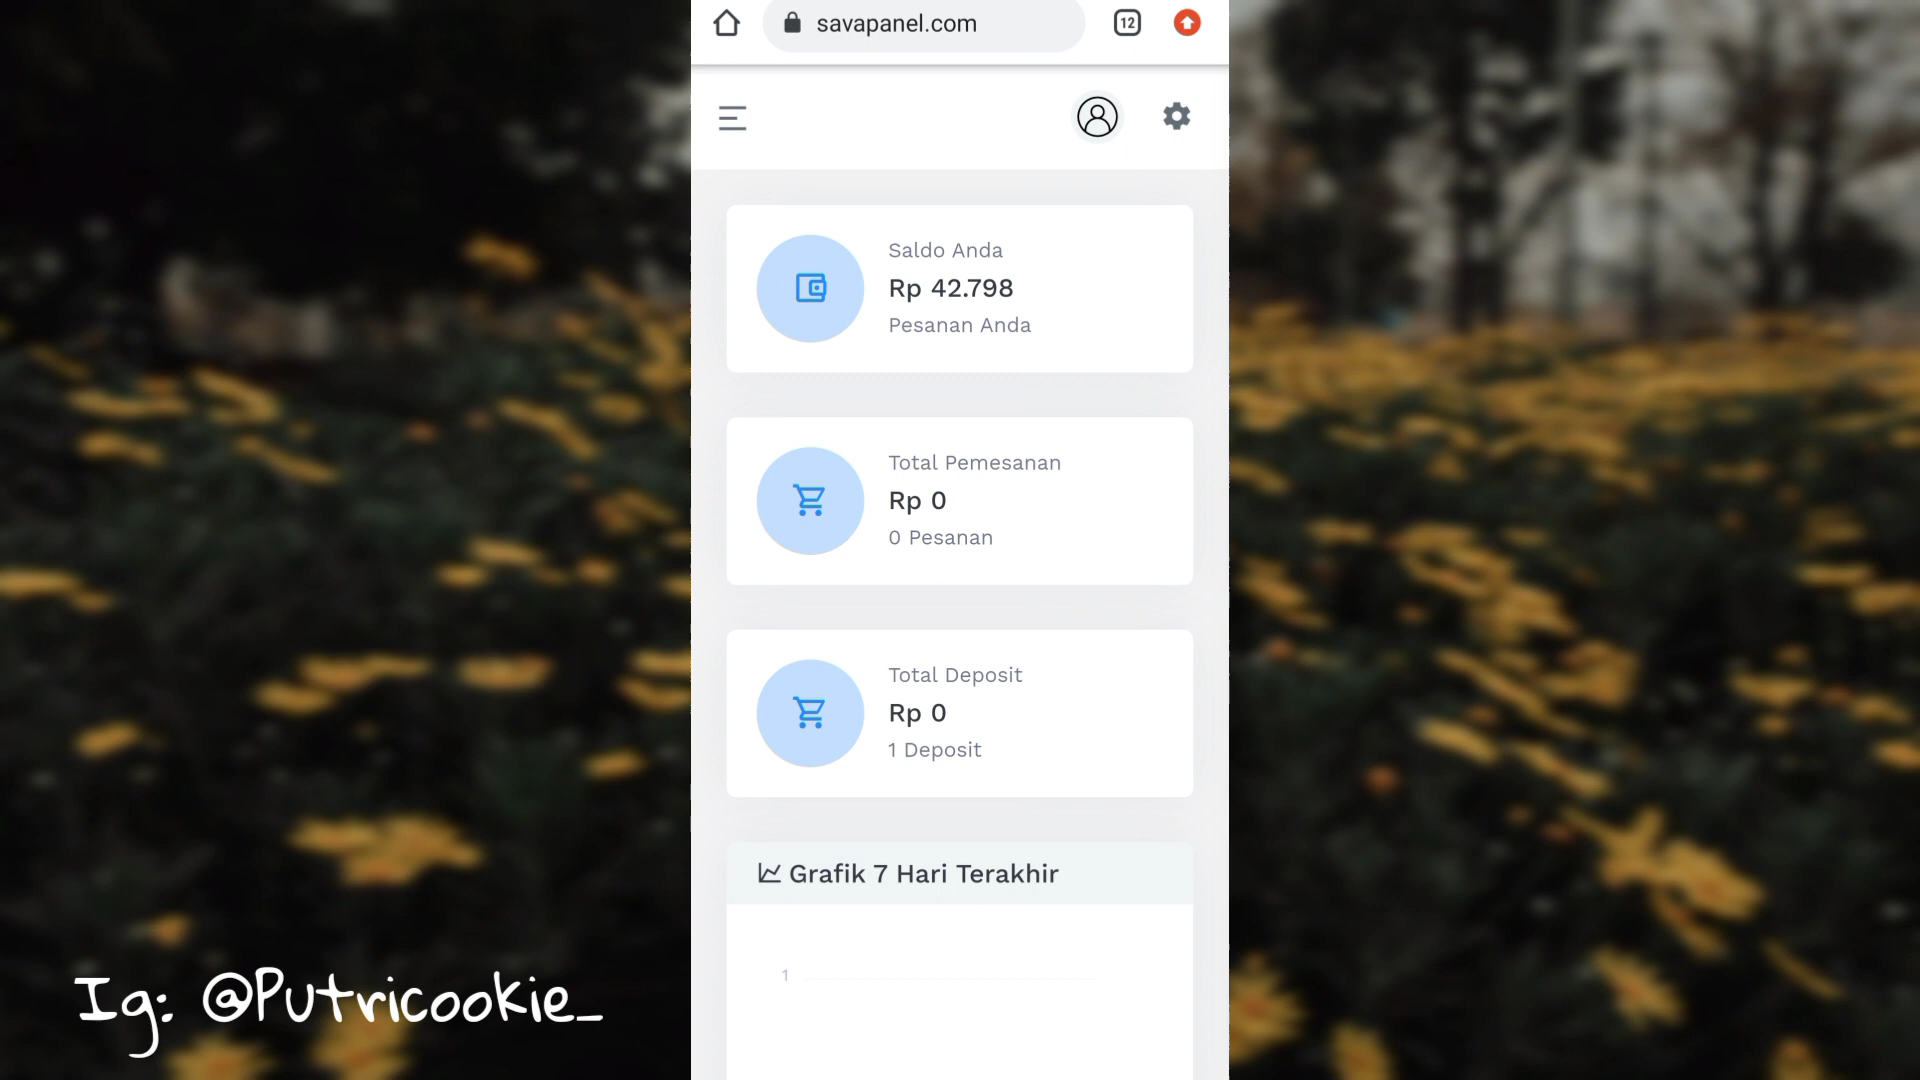 savapanel.com
12
Saldo Anda
Rp 42.798
Pesanan Anda
Total Pemesanan
Rp 0
0 Pesanan
Total Deposit
Rp 0
1 Deposit
Grafik 7 Hari Terakhir
1
Ig: @Putricookie_